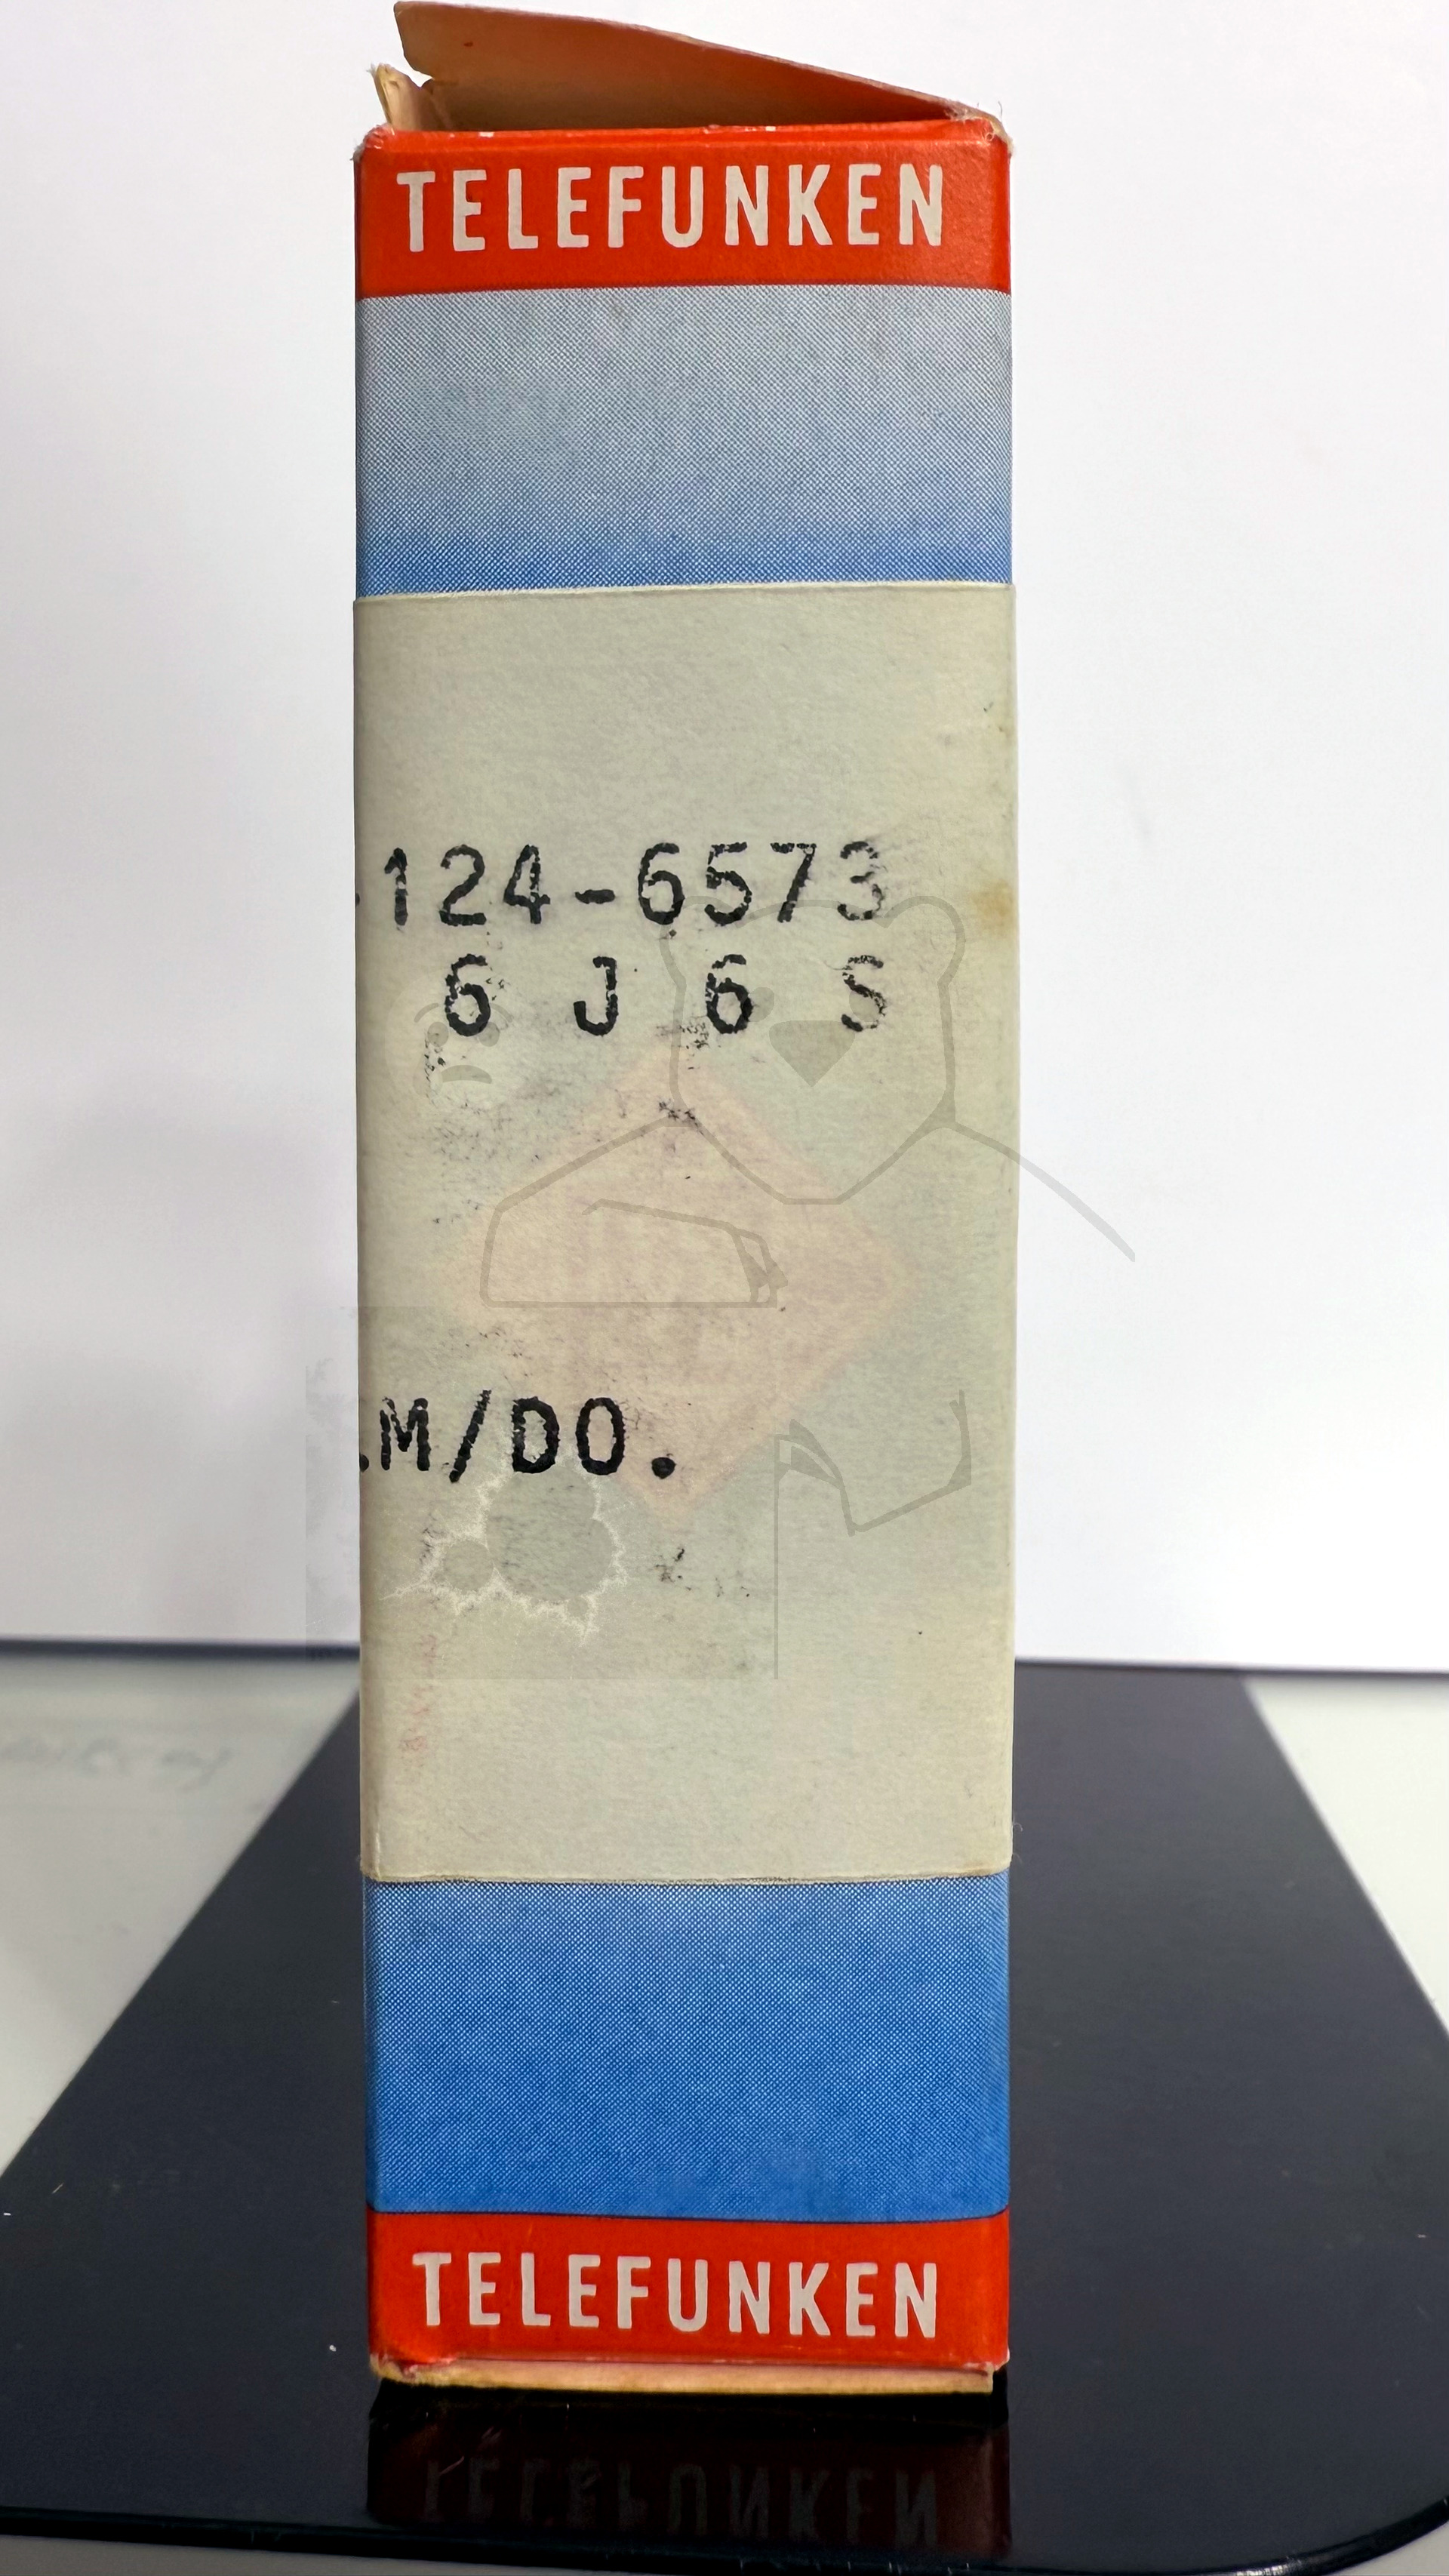 TELEFUNKEN
-124-6573
6 J 6 S
.M/DO.
TELEFUNKEN